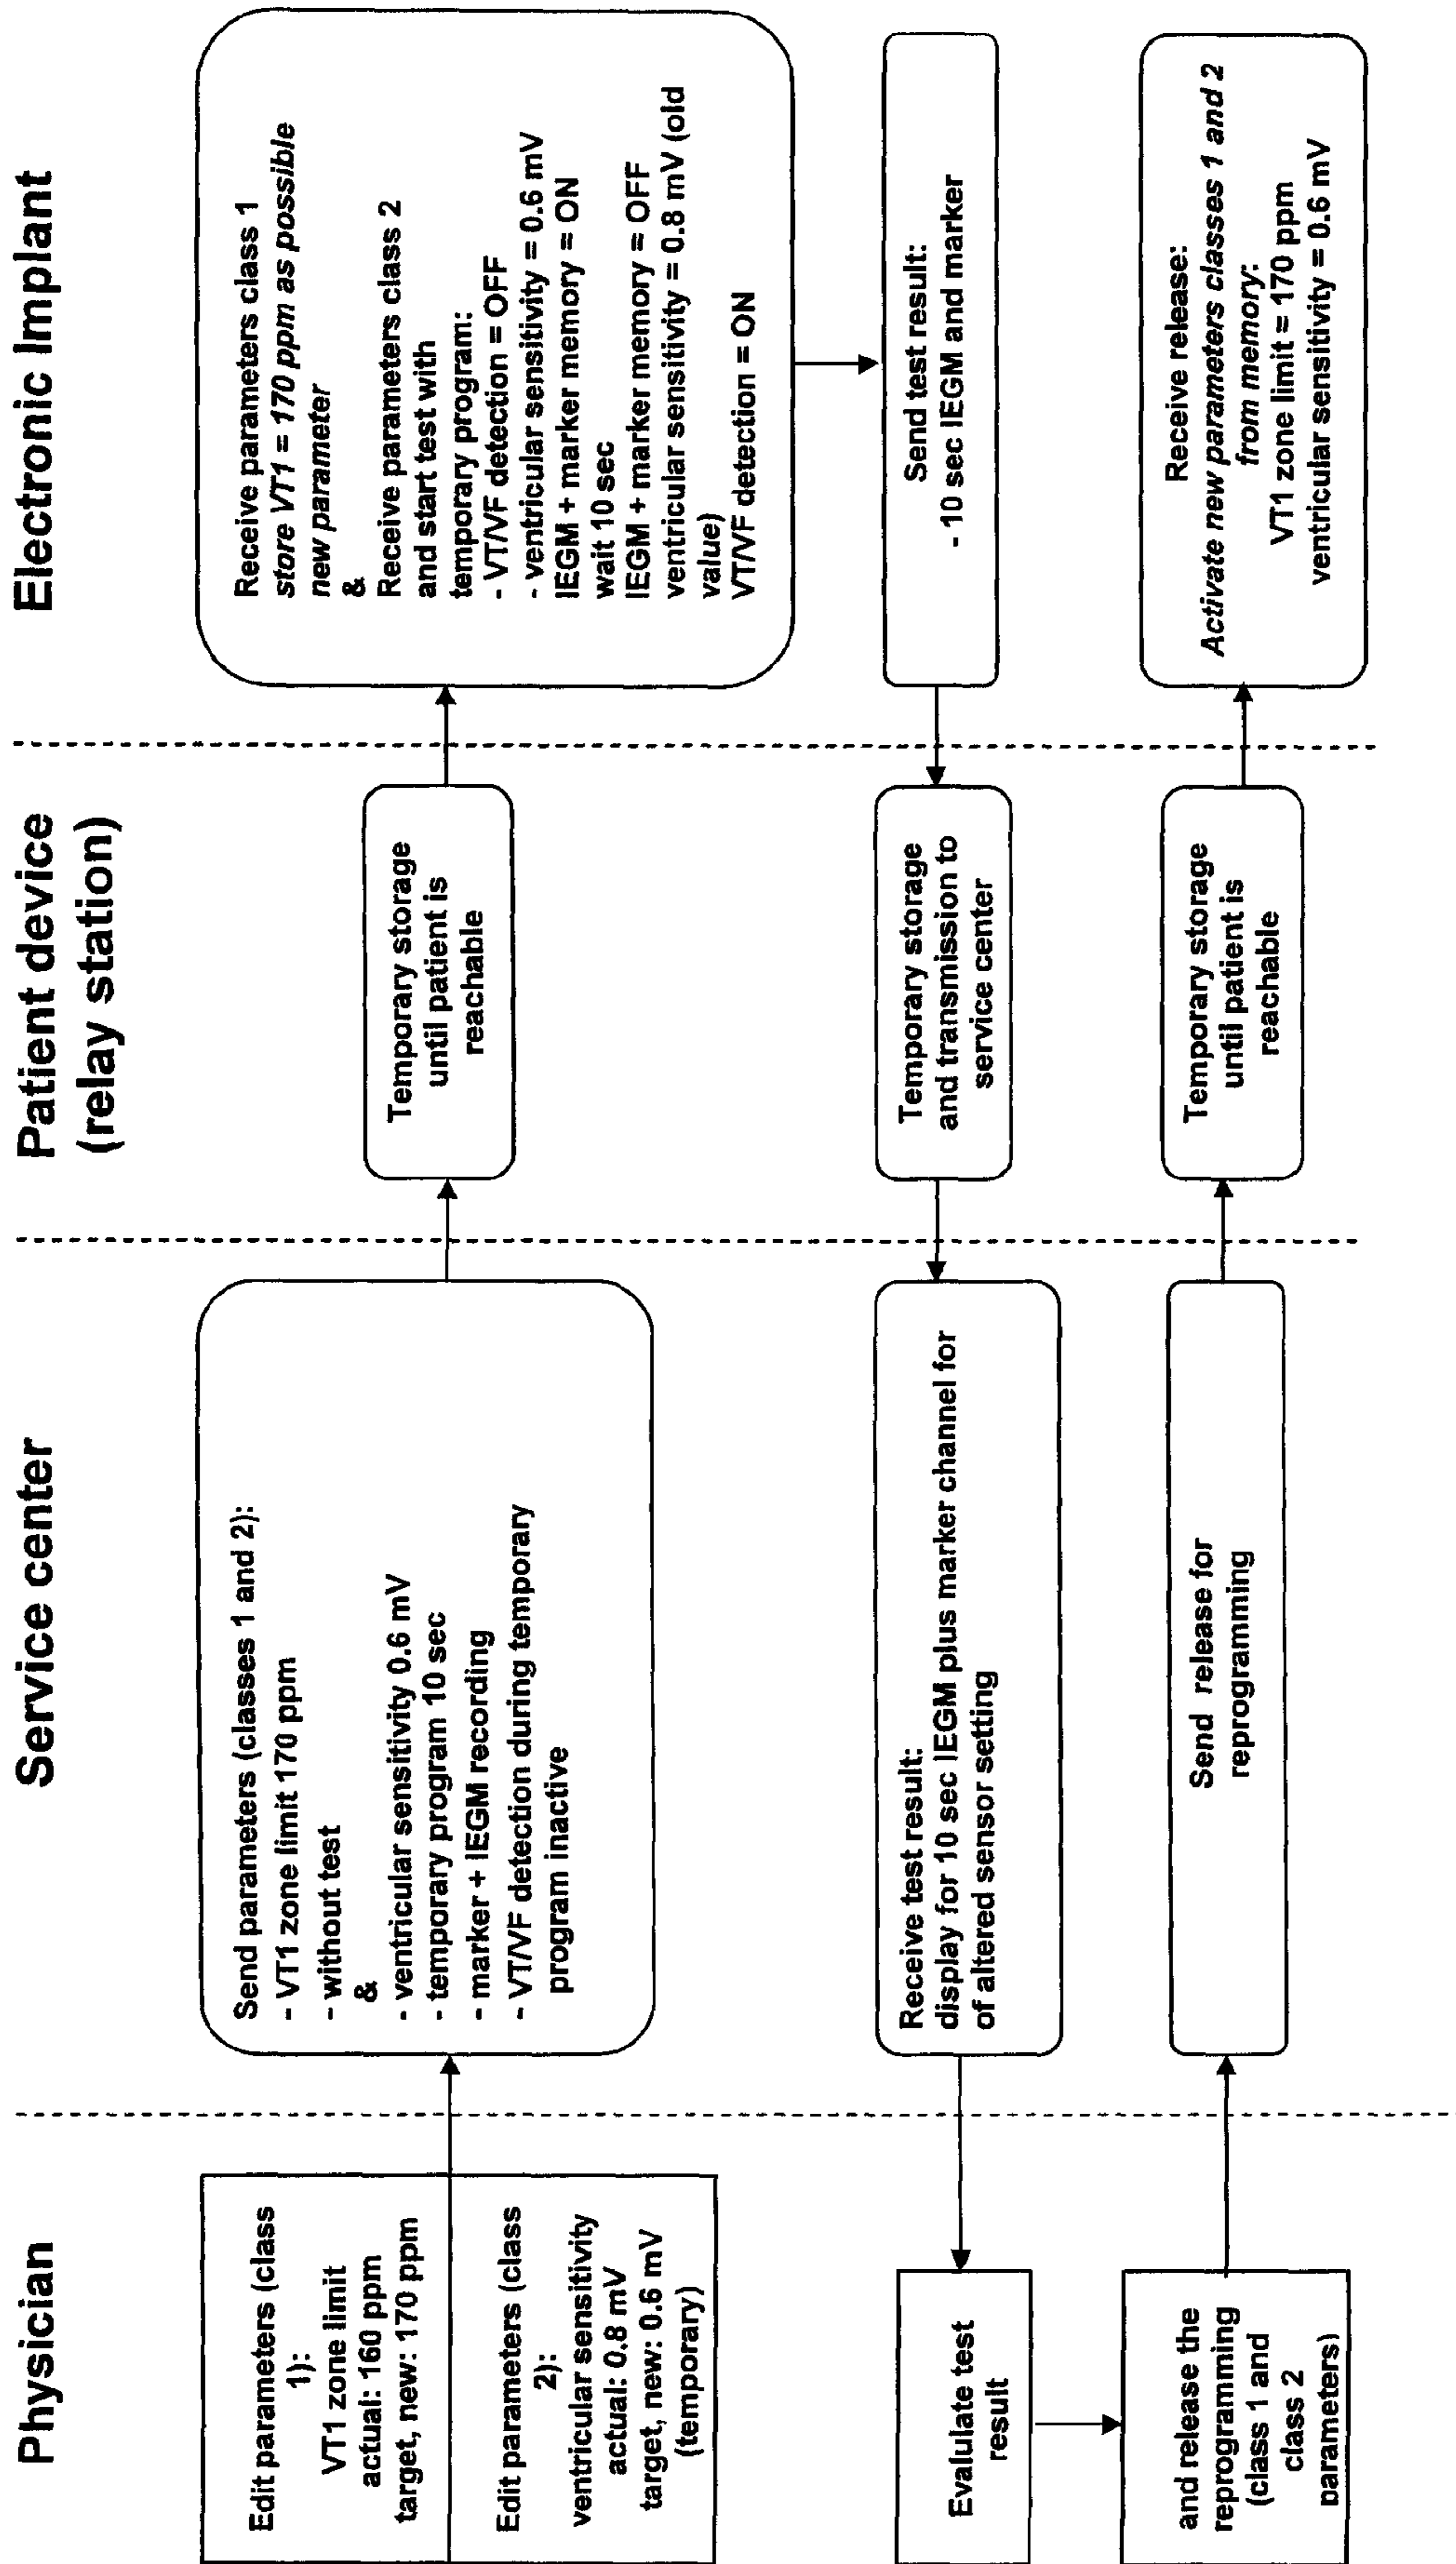 Physician
Service center
Patient device
(relay station)
Electronic Implant
Edit parameters (class
1):
VT1 zone limit
actual: 160 ppm
target, new: 170 ppm
Edit parameters (class
2):
ventricular sensitivity
actual: 0.8 mV
target, new: 0.6 mV
(temporary)
Send parameters (classes 1 and 2):
- VT1 zone limit 170 ppm
- without test
&
- ventricular sensitivity 0.6 mV
- temporary program 10 sec
- marker + IEGM recording
- VT/VF detection during temporary
program inactive
Temporary storage
until patient is
reachable
Receive parameters class 1
store VT1 = 170 ppm as possible
new parameter
&
Receive parameters class 2
and start test with
temporary program:
- VT/VF detection = OFF
- ventricular sensitivity = 0.6 mV
IEGM + marker memory = ON
wait 10 sec
IEGM + marker memory = OFF
ventricular sensitivity = 0.8 mV (old
value)
VT/VF detection = ON
Send test result:
- 10 sec IEGM and marker
Temporary storage
and transmission to
service center
Receive test result:
display for 10 sec IEGM plus marker channel for
of altered sensor setting
Evalulate test
result
and release the
reprogramming
(class 1 and
class 2
parameters)
Send release for
reprogramming
Temporary storage
until patient is
reachable
Receive release:
Activate new parameters classes 1 and 2
from memory:
VT1 zone limit = 170 ppm
ventricular sensitivity = 0.6 mV